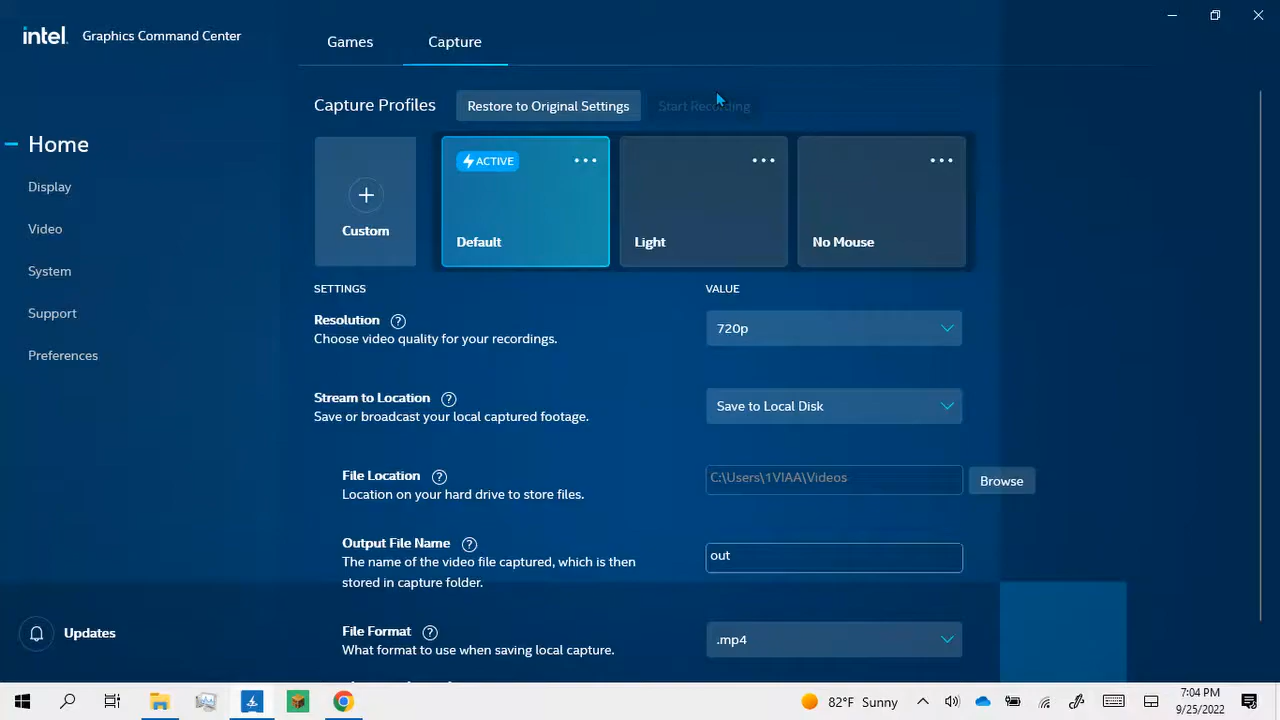 intel. Graphics Command Center
Games
Capture
Capture Profiles
Restore to Original Settings
Start Recording
Home
Display
Video
System
Support
Preferences
Custom
ACTIVE
Default
Light
No Mouse
SETTINGS
VALUE
Resolution
Choose video quality for your recordings.
720p
Stream to Location
Save or broadcast your local captured footage.
Save to Local Disk
File Location
Location on your hard drive to store files.
C:\Users\1VIAA\Videos
Browse
Output File Name
The name of the video file captured, which is then
stored in capture folder.
out
File Format
What format to use when saving local capture.
.mp4
Updates
82°F Sunny
7:04 PM
9/25/2022